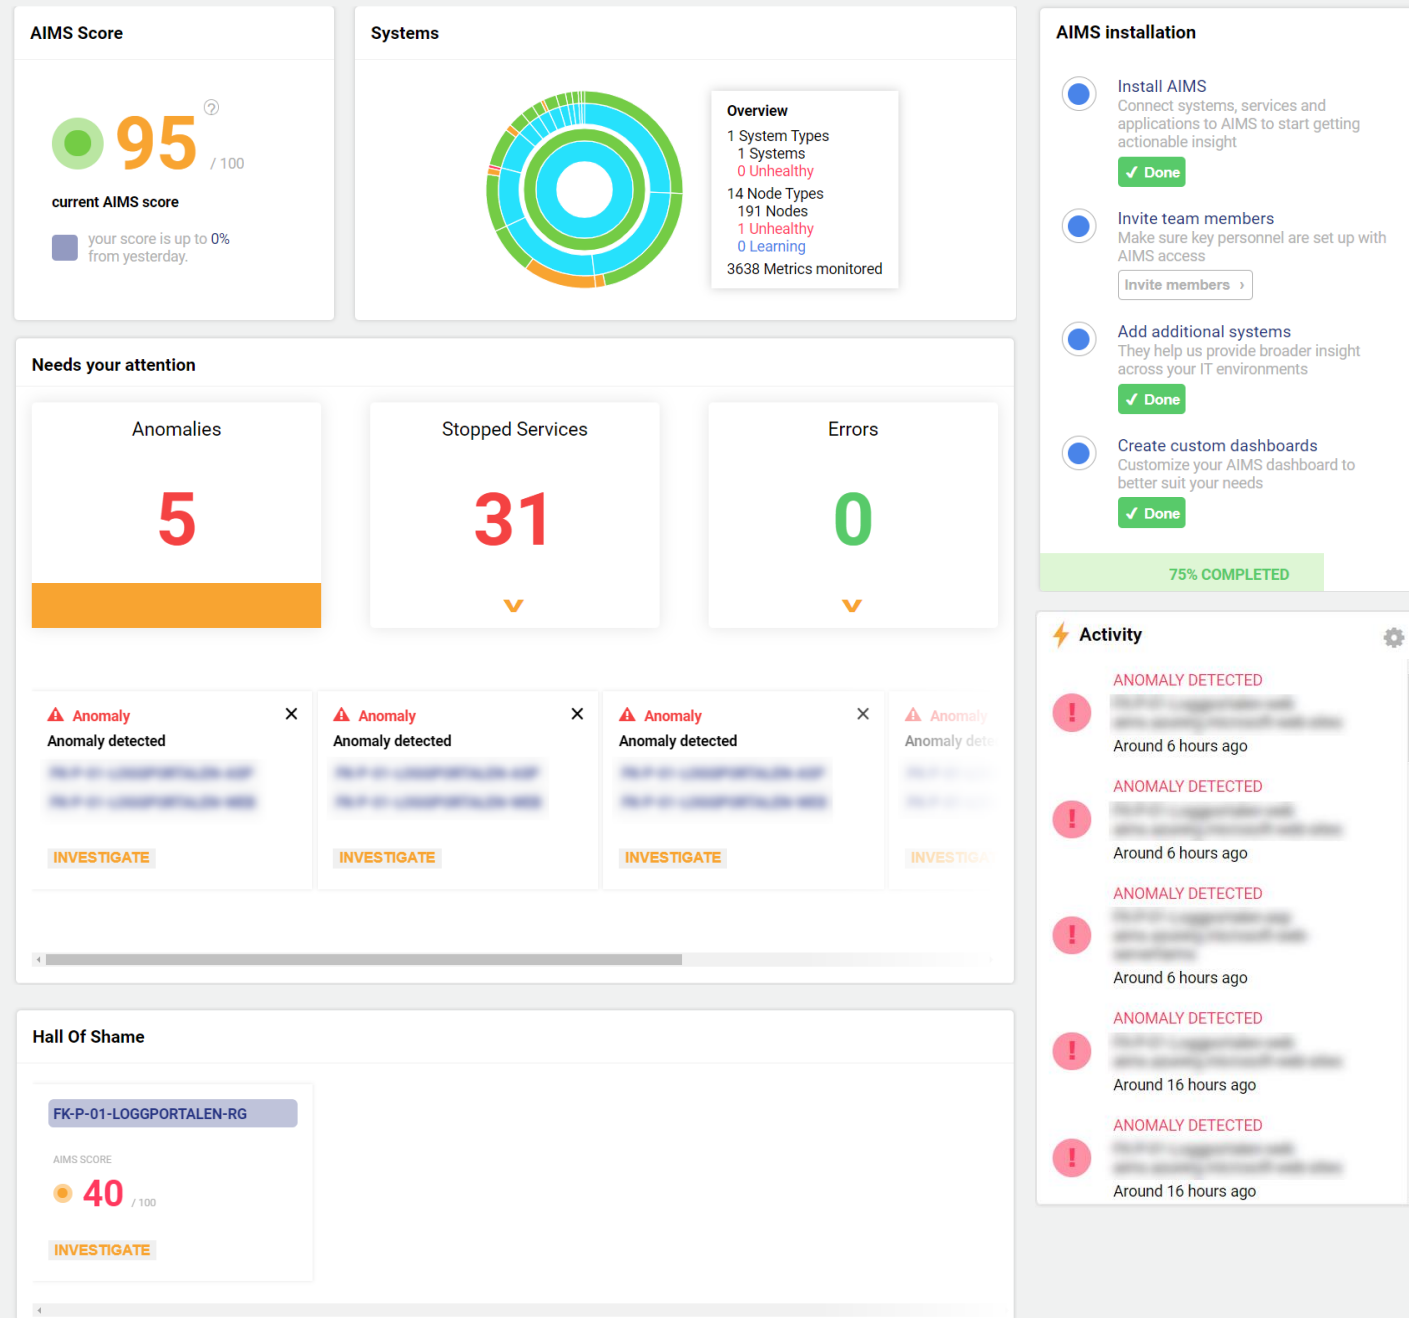 AIMS Score
95
?
/ 100
current AIMS score
your score is up to 0%
from yesterday.
Systems
Overview
1 System Types
1 Systems
0 Unhealthy
14 Node Types
191 Nodes
1 Unhealthy
0 Learning
3638 Metrics monitored
Needs your attention
Anomalies
5
Stopped Services
31
Errors
0
Anomaly
Anomaly detected
INVESTIGATE
Anomaly
Anomaly detected
INVESTIGATE
Anomaly
Anomaly detected
INVESTIGATE
Anomaly
Anomaly dete
INVESTIGA
Hall Of Shame
FK-P-01-LOGGPORTALEN-RG
AIMS SCORE
40 / 100
INVESTIGATE
AIMS installation
Install AIMS
Connect systems, services and
applications to AIMS to start getting
actionable insight
✓ Done
Invite team members
Make sure key personnel are set up with
AIMS access
Invite members ›
Add additional systems
They help us provide broader insight
across your IT environments
✓ Done
Create custom dashboards
Customize your AIMS dashboard to
better suit your needs
✓ Done
75% COMPLETED
Activity
ANOMALY DETECTED
Around 6 hours ago
ANOMALY DETECTED
Around 6 hours ago
ANOMALY DETECTED
Around 6 hours ago
ANOMALY DETECTED
Around 16 hours ago
ANOMALY DETECTED
Around 16 hours ago